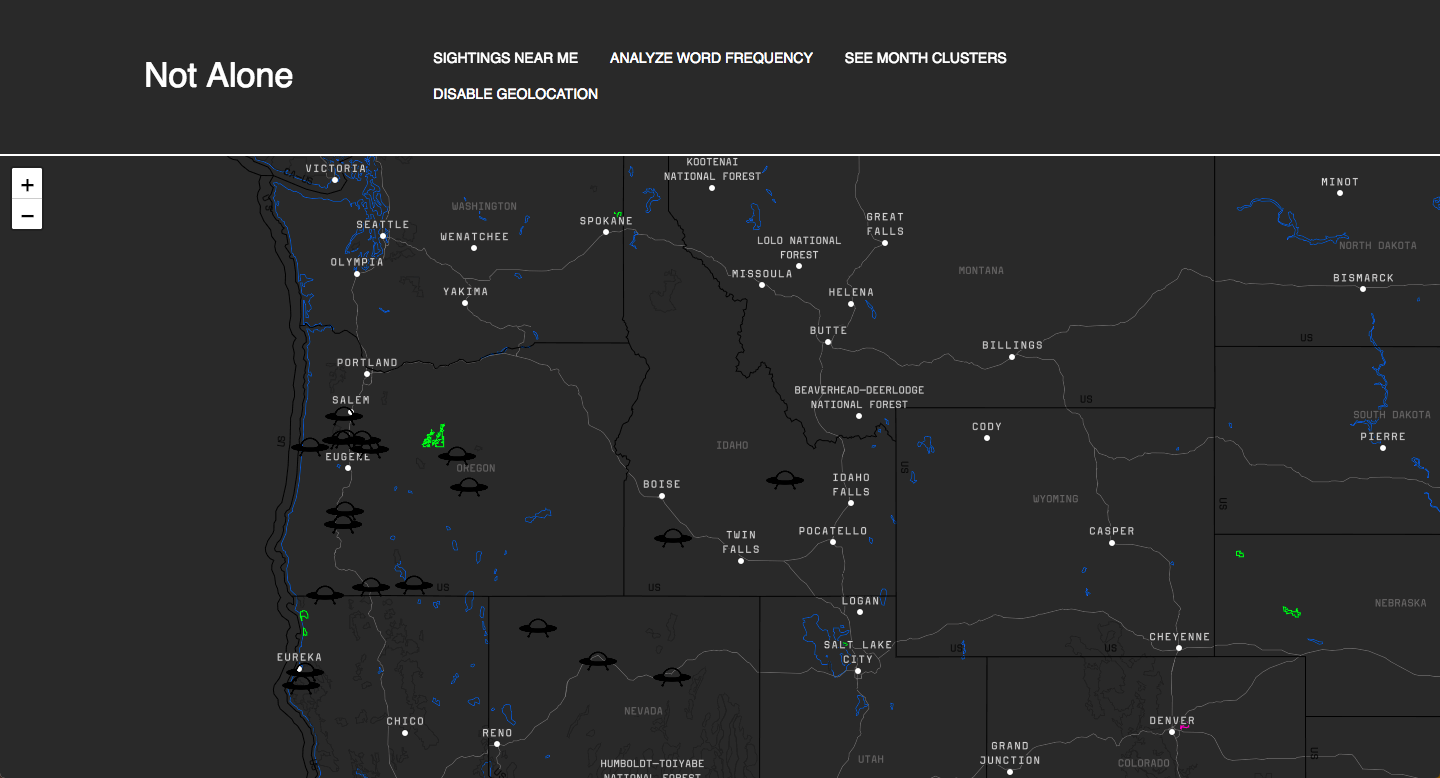 Not Alone
SIGHTINGS NEAR ME
ANALYZE WORD FREQUENCY
SEE MONTH CLUSTERS
DISABLE GEOLOCATION
+
−
VICTORIA
CA-US
KOOTENAI
NATIONAL FOREST
MINOT
WASHINGTON
SEATTLE
WENATCHEE
SPOKANE
GREAT
FALLS
LOLO NATIONAL
FOREST
NORTH DAKOTA
OLYMPIA
MISSOULA
MONTANA
BISMARCK
YAKIMA
HELENA
BUTTE
US
BILLINGS
PORTLAND
BEAVERHEAD–DEERLODGE
NATIONAL FOREST
US
SALEM
SOUTH DAKOTA
PIERRE
CODY
US
IDAHO
EUGENE
OREGON
US
BOISE
IDAHO
FALLS
WYOMING
US
TWIN
FALLS
POCATELLO
CASPER
US
US
LOGAN
NEBRASKA
CHEYENNE
SALT LAKE
CITY
US
US
EUREKA
NEVADA
CHICO
RENO
DENVER
GRAND
JUNCTION
UTAH
COLORADO
US
HUMBOLDT–TOIYABE
NATIONAL FOREST